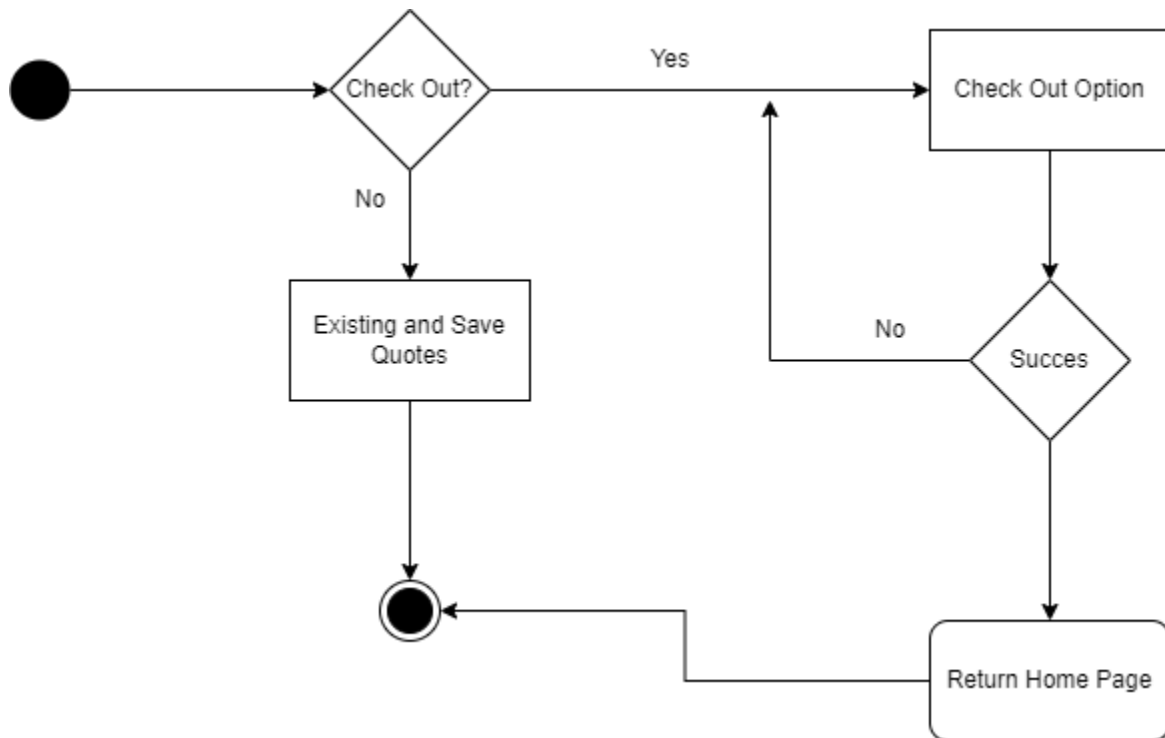 Yes
Check Out?
Check Out Option
No
Existing and Save
Quotes
No
Succes
Return Home Page